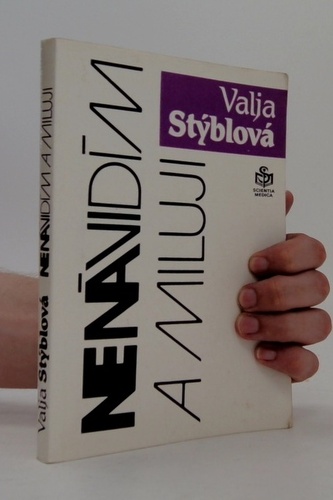 Valja
Stýblová
SCIENTIA
MEDICA
NENÁVIDÍM
A MILUJI
Valja Stýblová NENÁVIDÍM A MILUJI